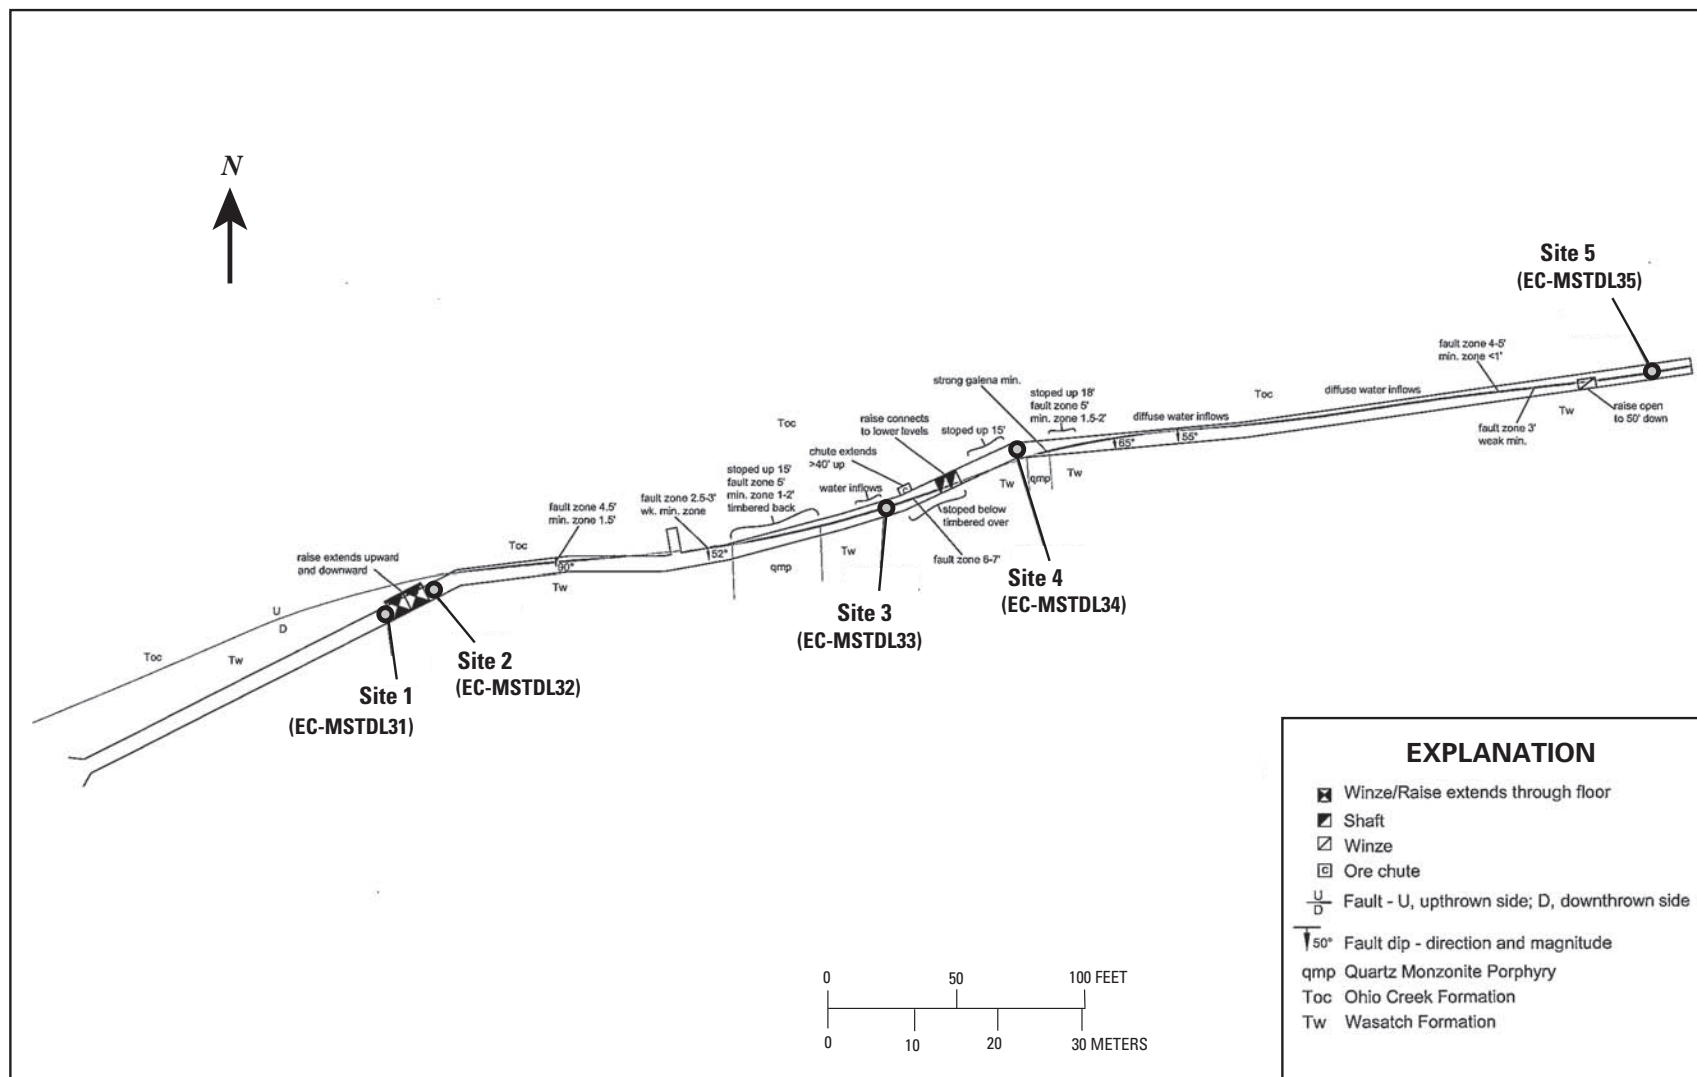 N
Site 5
(EC-MSTDL35)
fault zone 4-5'
min. zone <1'
strong galena min.
stoped up 18'
fault zone 5'
min. zone 1.5-2'
Toc
diffuse water inflows
diffuse water inflows
raise open
to 50' down
Tw
fault zone 3'
weak min.
Toc
raise connects
to lower levels
stoped up 15'
65°
55°
chute extends
>40' up
C
Tw
qmp
Tw
stoped up 15'
fault zone 5'
min. zone 1-2'
timbered back
water inflows
stoped below
timbered over
fault zone 2.5-3'
wk. min. zone
fault zone 4.5'
min. zone 1.5'
52°
Tw
qmp
fault zone 6-7'
Toc
90°
Tw
raise extends upward
and downward
Site 4
(EC-MSTDL34)
Site 3
(EC-MSTDL33)
U
D
Toc
Tw
Site 2
(EC-MSTDL32)
Site 1
(EC-MSTDL31)
EXPLANATION
Winze/Raise extends through floor
Shaft
Winze
C Ore chute
U
D
Fault - U, upthrown side; D, downthrown side
50° Fault dip - direction and magnitude
qmp Quartz Monzonite Porphyry
Toc Ohio Creek Formation
Tw Wasatch Formation
0 50 100 FEET
0 10 20 30 METERS